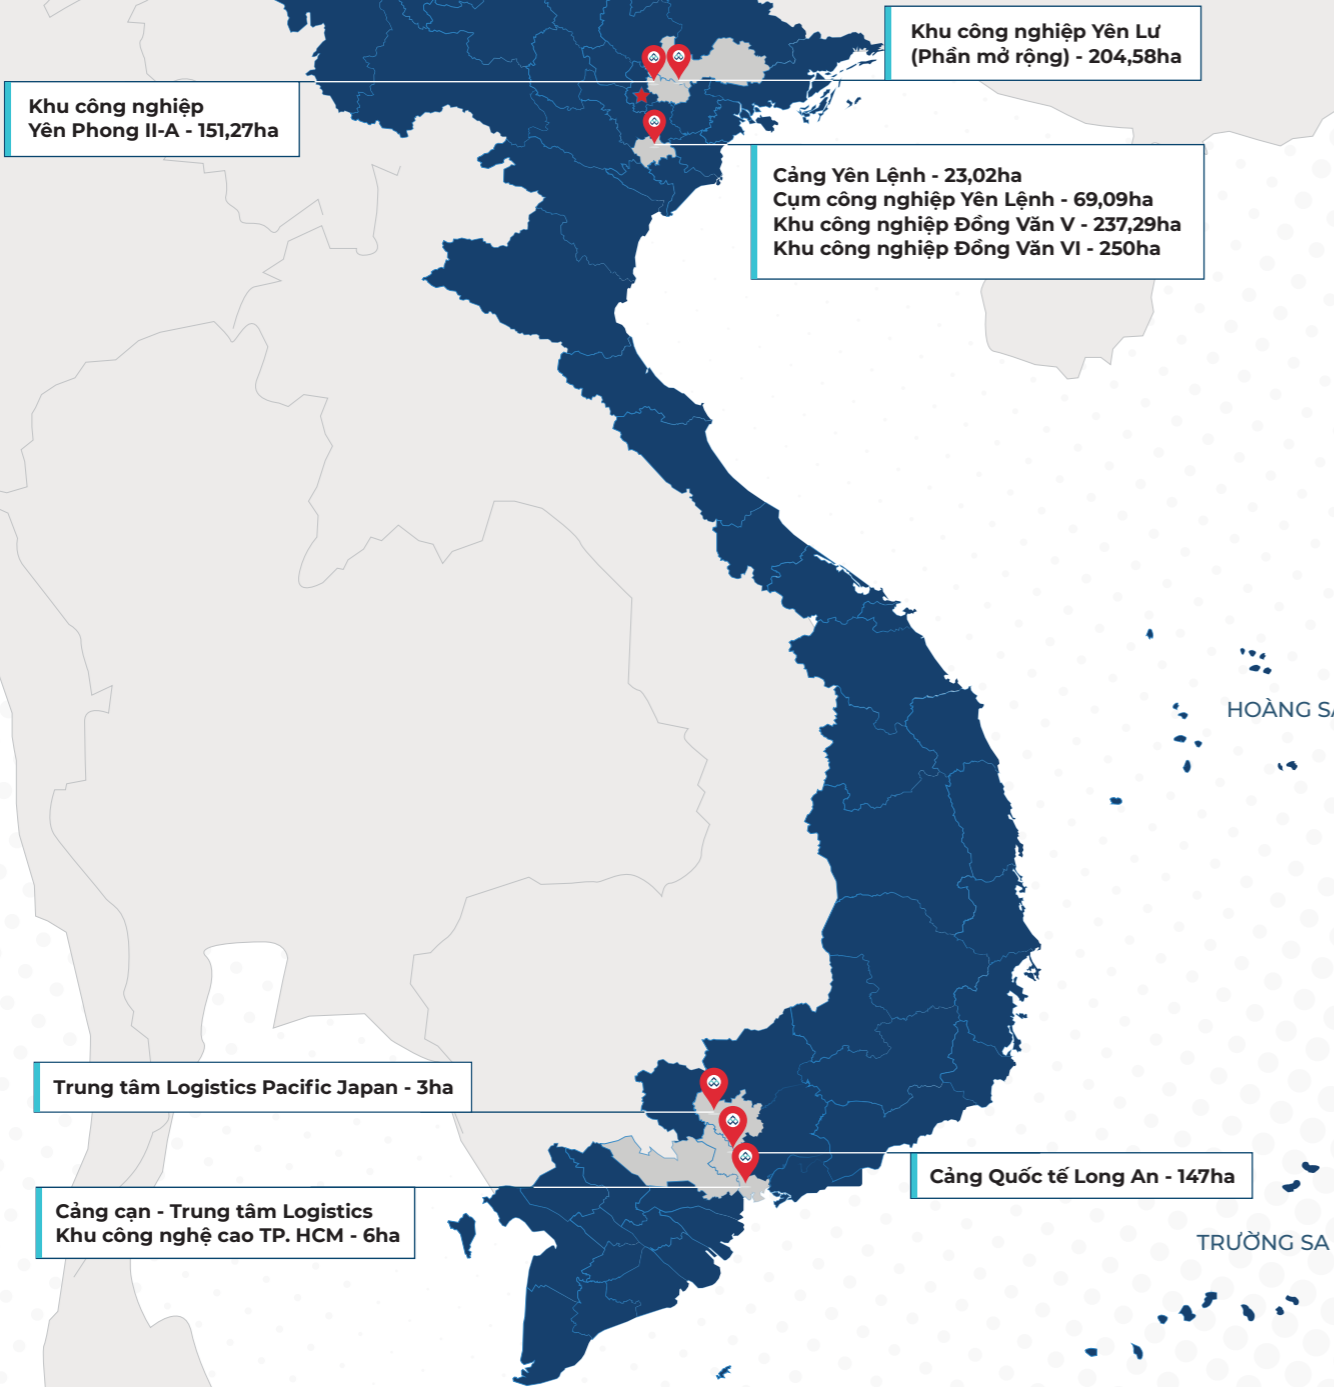 Khu công nghiệp Yên Lư
(Phần mở rộng) - 204,58ha
Khu công nghiệp
Yên Phong II-A - 151,27ha
Cảng Yên Lệnh - 23,02ha
Cụm công nghiệp Yên Lệnh - 69,09ha
Khu công nghiệp Đồng Văn V - 237,29ha
Khu công nghiệp Đồng Văn VI - 250ha
HOÀNG SA
Trung tâm Logistics Pacific Japan - 3ha
Cảng Quốc tế Long An - 147ha
Cảng cạn - Trung tâm Logistics
Khu công nghệ cao TP. HCM - 6ha
TRƯỜNG SA